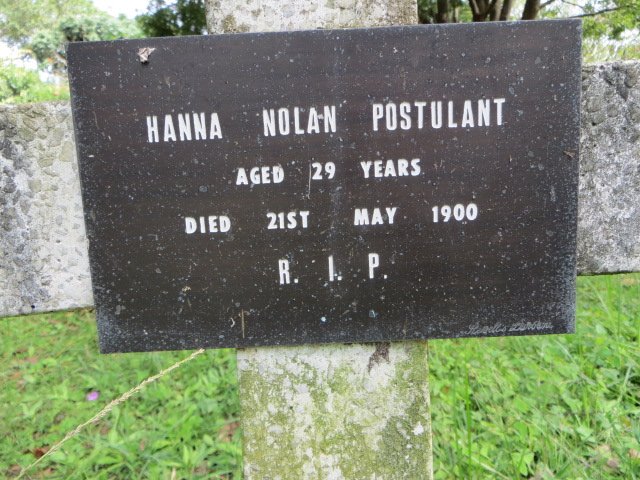 HANNA NOLAN POSTULANT
AGED 29 YEARS
DIED 21ST MAY 1900
R. I. P.